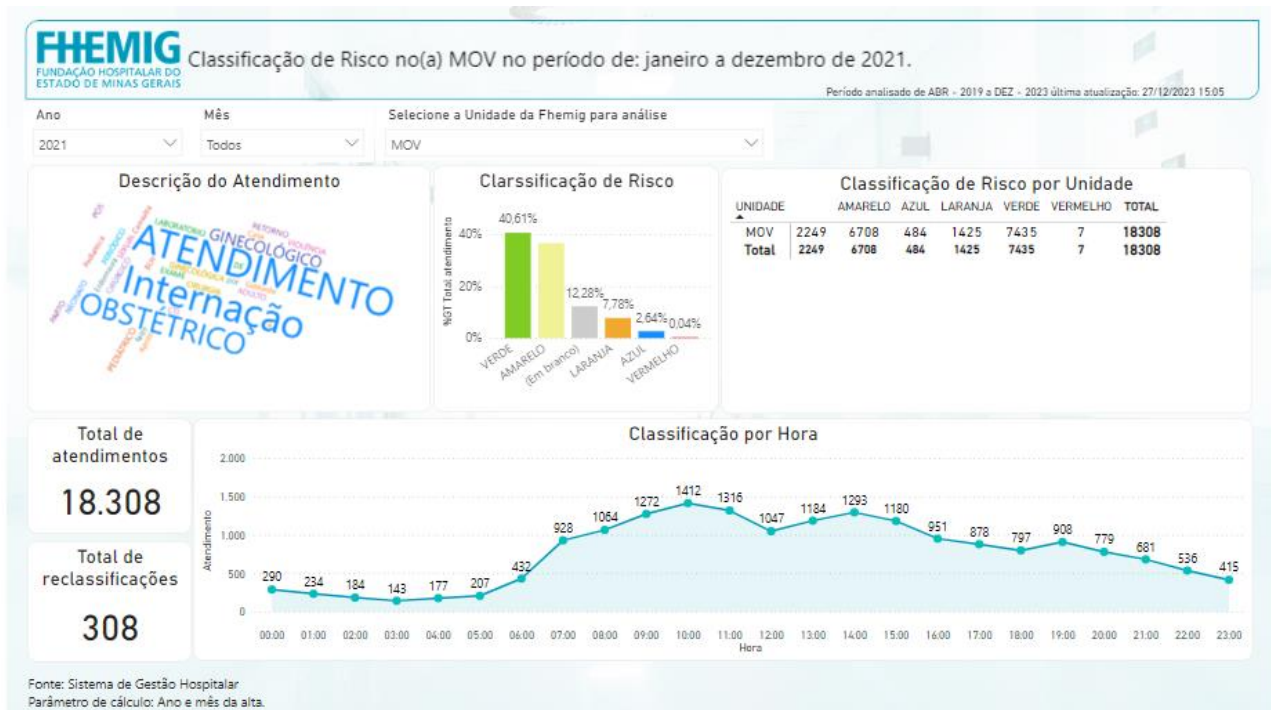 FHEMIG
FUNDAÇÃO HOSPITALAR DO
ESTADO DE MINAS GERAIS
Classificação de Risco no(a) MOV no período de: janeiro a dezembro de 2021.
Período analisado de ABR - 2019 a DEZ - 2023 última atualização: 27/12/2023 15:05
Ano Mês Selecione a Unidade da Fhemig para análise
2021 Todos MOV
Descrição do Atendimento
PÓS
LABORATÓRIO
RETORNO
VIOLÊNCIA
GINECOLÓGICO
ATENDIMENTO
Internação
OBSTÉTRICO
GINECOLÓGICA
EXAME
CIRURGIA
ADULTO
PARTO
NEONATO
PEDIÁTRICO
Clarssificação de Risco
%GT Total atendimento
40%
20%
0%
40,61%
12,28%
7,78%
2,64%
0,04%
VERDE
AMARELO
(Em branco)
LARANJA
AZUL
VERMELHO
Classificação de Risco por Unidade
UNIDADE AMARELO AZUL LARANJA VERDE VERMELHO TOTAL
MOV 2249 6708 484 1425 7435 7 18308
Total 2249 6708 484 1425 7435 7 18308
Total de
atendimentos
18.308
Total de
reclassificações
308
Classificação por Hora
Atendimento
2.000
1.500
1.000
500
0
290 234 184 143 177 207 432 928 1064 1272 1412 1316 1047 1184 1293 1180 951 878 797 908 779 681 536 415
00:00 01:00 02:00 03:00 04:00 05:00 06:00 07:00 08:00 09:00 10:00 11:00 12:00 13:00 14:00 15:00 16:00 17:00 18:00 19:00 20:00 21:00 22:00 23:00
Hora
Fonte: Sistema de Gestão Hospitalar
Parâmetro de cálculo: Ano e mês da alta.